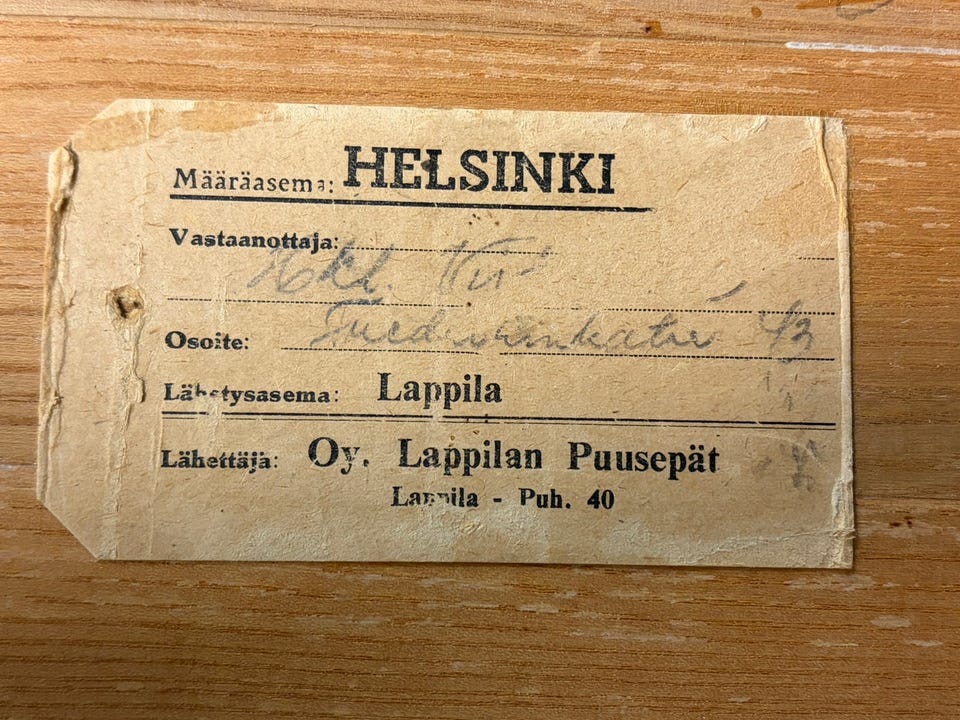 Määräasema: HELSINKI
Vastaanottaja:
Osoite:
Lähetysasema: Lappila
Lähettäjä: Oy. Lappilan Puusepät
Lappila - Puh. 40